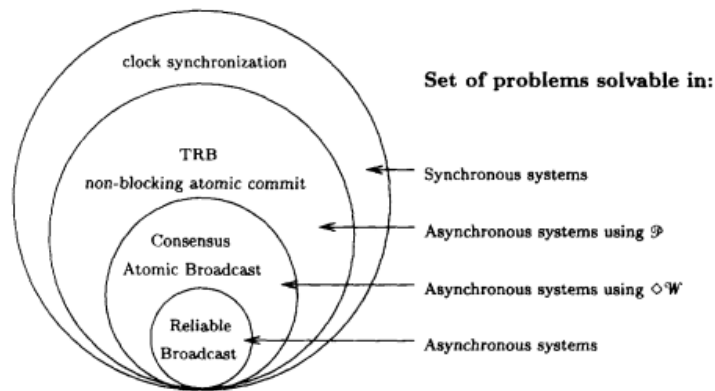 clock synchronization
Set of problems solvable in:
TRB
non-blocking atomic commit
Synchronous systems
Consensus
Atomic Broadcast
Asynchronous systems using 𝒫
Asynchronous systems using ◇𝒲
Reliable
Broadcast
Asynchronous systems